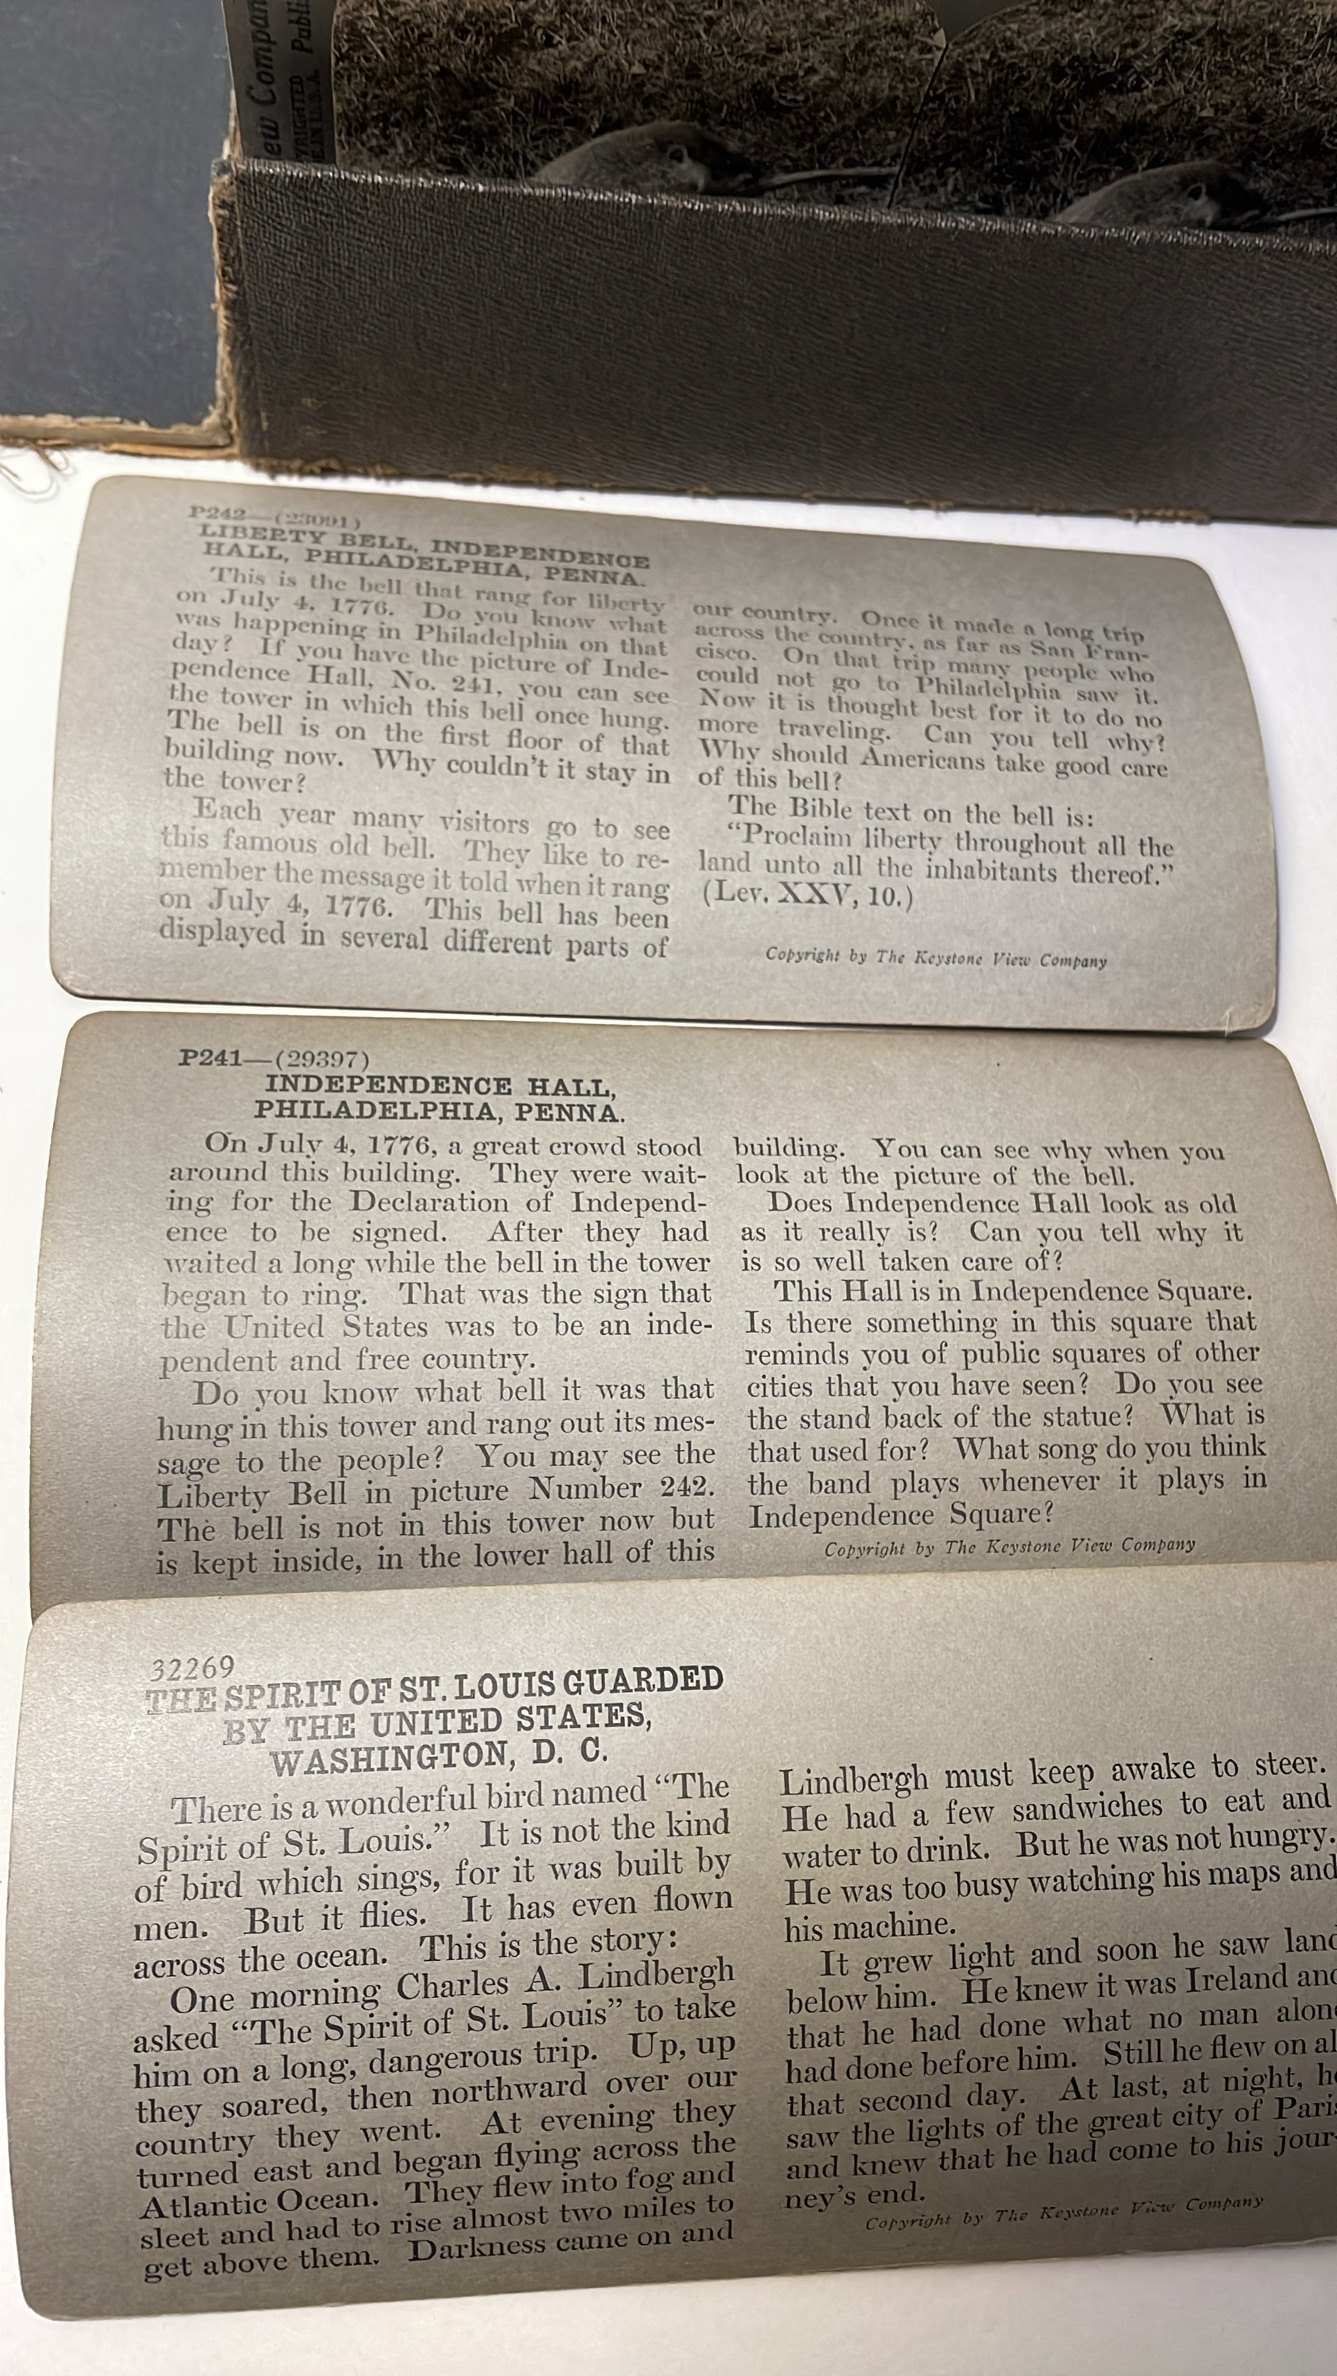 ew Compan
YRIGHTED Publi
P242—(23091)
LIBERTY BELL, INDEPENDENCE
HALL, PHILADELPHIA, PENNA.
This is the bell that rang for liberty
on July 4, 1776. Do you know what
was happening in Philadelphia on that
day? If you have the picture of Inde-
pendence Hall, No. 241, you can see
the tower in which this bell once hung.
The bell is on the first floor of that
building now. Why couldn't it stay in
the tower?
Each year many visitors go to see
this famous old bell. They like to re-
member the message it told when it rang
on July 4, 1776. This bell has been
displayed in several different parts of
our country. Once it made a long trip
across the country, as far as San Fran-
cisco. On that trip many people who
could not go to Philadelphia saw it.
Now it is thought best for it to do no
more traveling. Can you tell why?
Why should Americans take good care
of this bell?
The Bible text on the bell is:
“Proclaim liberty throughout all the
land unto all the inhabitants thereof.”
(Lev. XXV, 10.)
Copyright by The Keystone View Company
P241—(29397)
INDEPENDENCE HALL,
PHILADELPHIA, PENNA.
On July 4, 1776, a great crowd stood
around this building. They were wait-
ing for the Declaration of Independ-
ence to be signed. After they had
waited a long while the bell in the tower
began to ring. That was the sign that
the United States was to be an inde-
pendent and free country.
Do you know what bell it was that
hung in this tower and rang out its mes-
sage to the people? You may see the
Liberty Bell in picture Number 242.
The bell is not in this tower now but
is kept inside, in the lower hall of this
building. You can see why when you
look at the picture of the bell.
Does Independence Hall look as old
as it really is? Can you tell why it
is so well taken care of?
This Hall is in Independence Square.
Is there something in this square that
reminds you of public squares of other
cities that you have seen? Do you see
the stand back of the statue? What is
that used for? What song do you think
the band plays whenever it plays in
Independence Square?
Copyright by The Keystone View Company
32269
THE SPIRIT OF ST. LOUIS GUARDED
BY THE UNITED STATES,
WASHINGTON, D. C.
There is a wonderful bird named “The
Spirit of St. Louis.” It is not the kind
of bird which sings, for it was built by
men. But it flies. It has even flown
across the ocean. This is the story:
One morning Charles A. Lindbergh
asked “The Spirit of St. Louis” to take
him on a long, dangerous trip. Up, up
they soared, then northward over our
country they went. At evening they
turned east and began flying across the
Atlantic Ocean. They flew into fog and
sleet and had to rise almost two miles to
get above them. Darkness came on and
Lindbergh must keep awake to steer.
He had a few sandwiches to eat and
water to drink. But he was not hungry.
He was too busy watching his maps and
his machine.
It grew light and soon he saw land
below him. He knew it was Ireland and
that he had done what no man alone
had done before him. Still he flew on al
that second day. At last, at night, he
saw the lights of the great city of Paris
and knew that he had come to his jour-
ney's end.
Copyright by The Keystone View Company